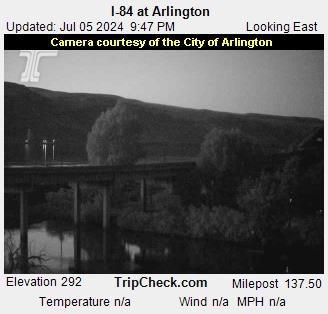 I-84 at Arlington
Updated: Jul 05 2024 9:47 PM Looking East
Camera courtesy of the City of Arlington
Elevation 292 TripCheck.com Milepost 137.50
Temperature n/a Wind n/a MPH n/a